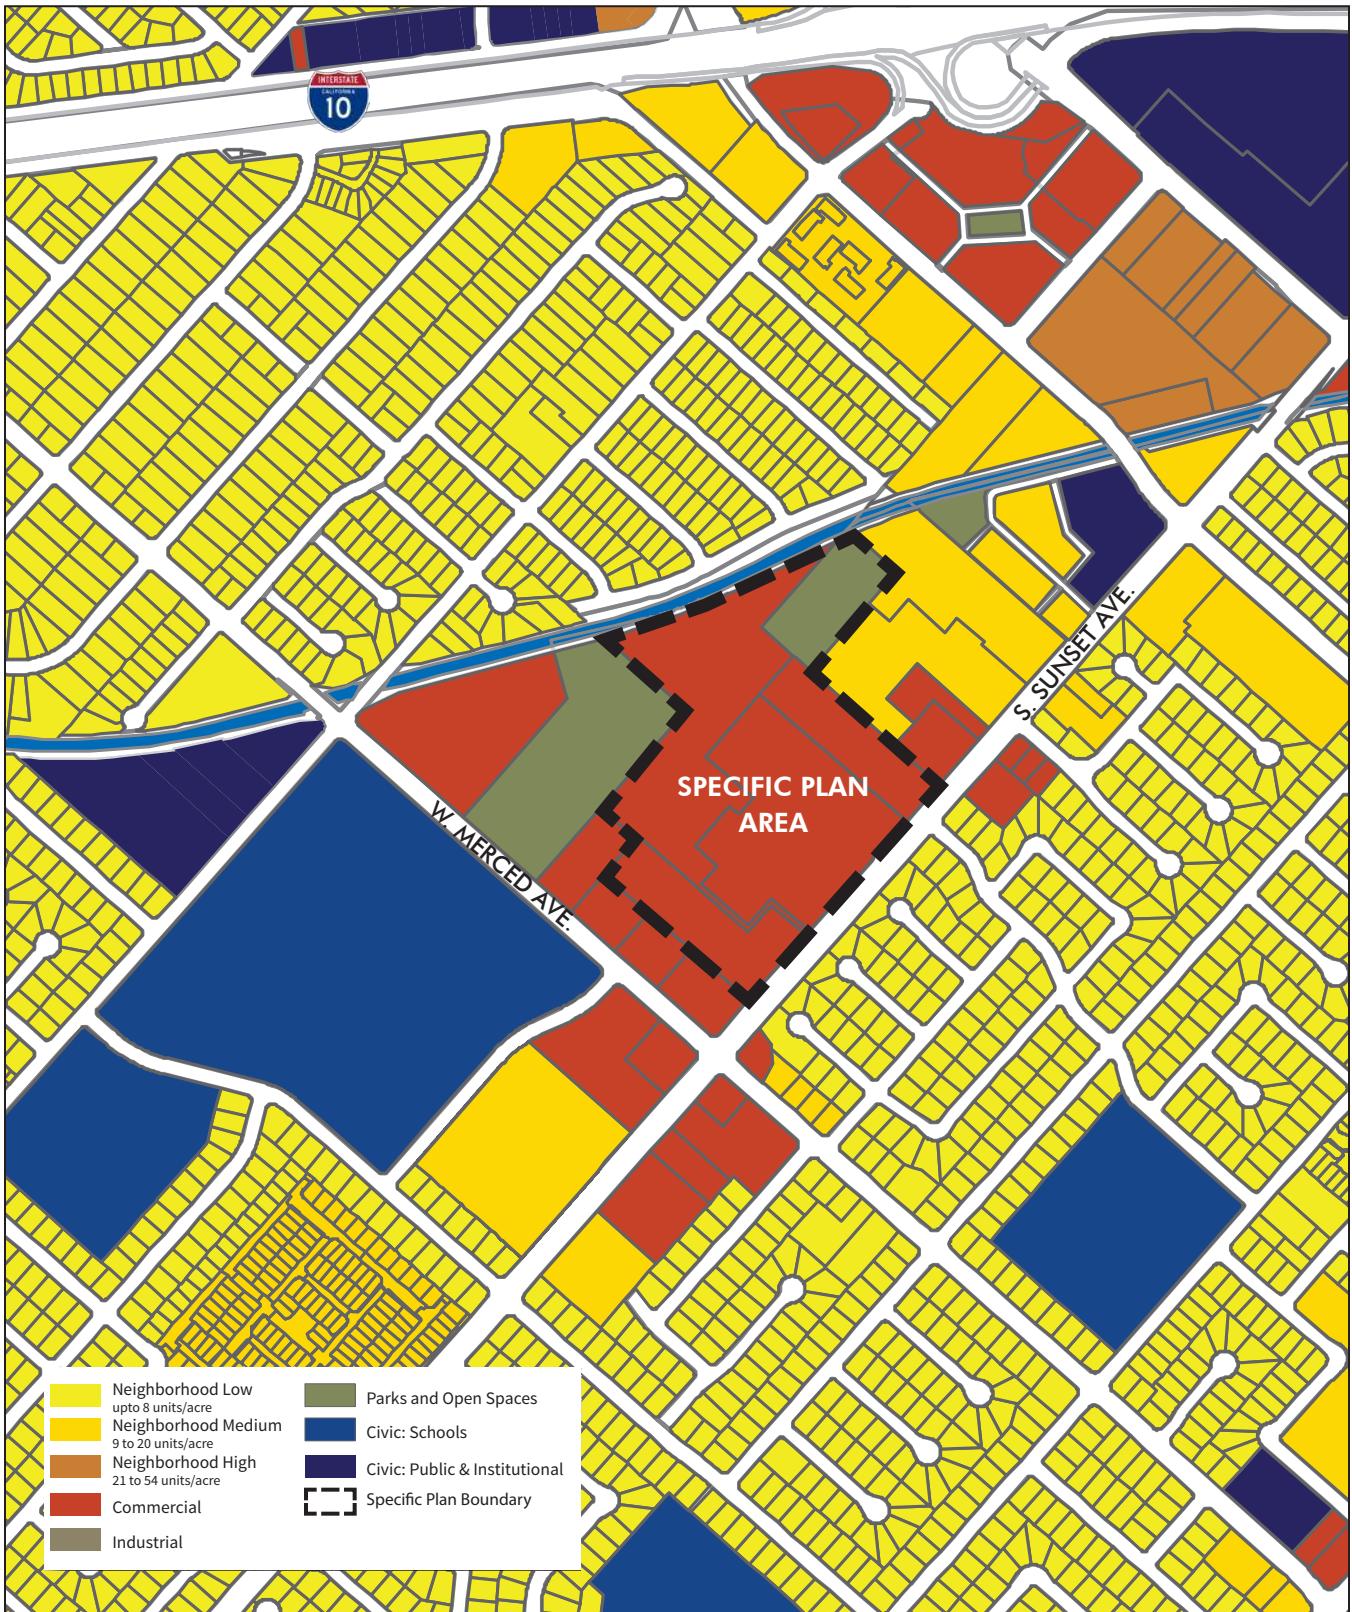 INTERSTATE
CALIFORNIA
10
S. SUNSET AVE.
SPECIFIC PLAN
AREA
W. MERCED AVE.
Neighborhood Low
upto 8 units/acre
Neighborhood Medium
9 to 20 units/acre
Neighborhood High
21 to 54 units/acre
Commercial
Industrial
Parks and Open Spaces
Civic: Schools
Civic: Public & Institutional
Specific Plan Boundary